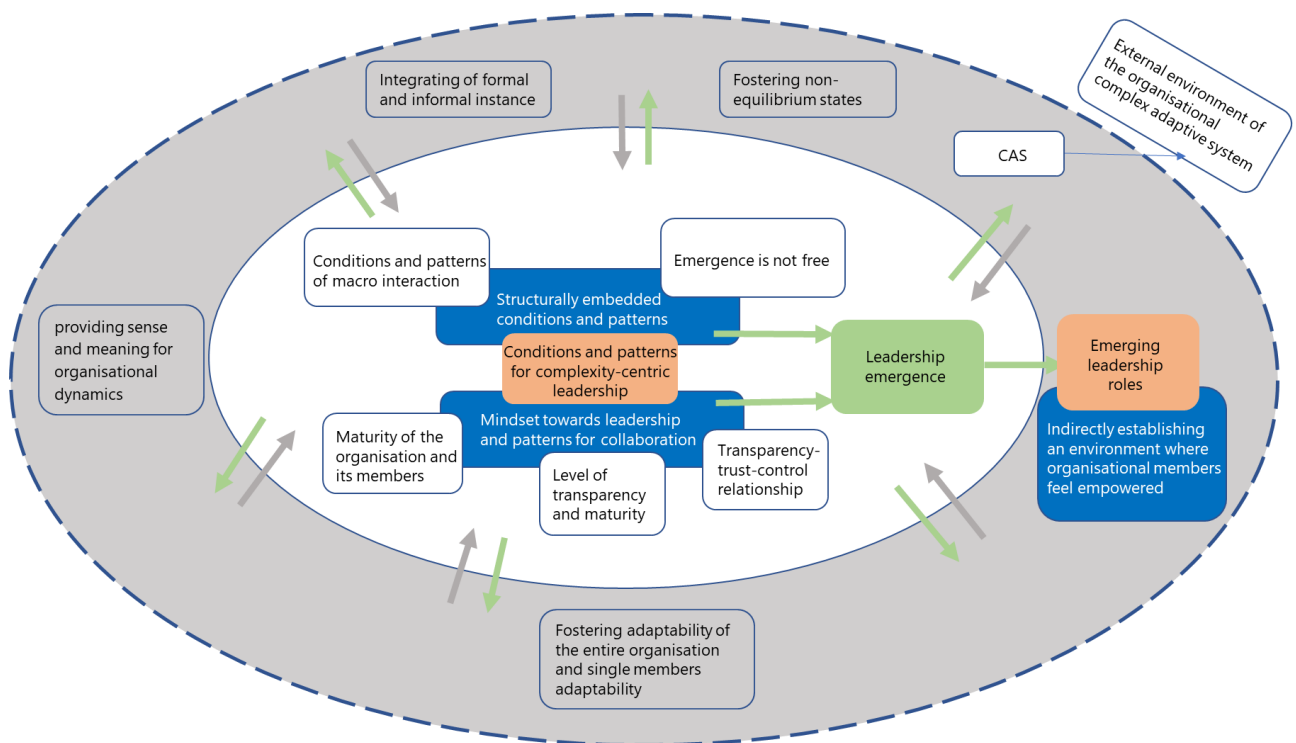 Integrating of formal
and informal instance
Fostering non-
equilibrium states
External environment of
the organisational
complex adaptive system
CAS
Conditions and patterns
of macro interaction
Emergence is not free
Structurally embedded
conditions and patterns
providing sense
and meaning for
organisational
dynamics
Conditions and patterns
for complexity-centric
leadership
Leadership
emergence
Emerging
leadership
roles
Mindset towards leadership
and patterns for collaboration
Indirectly establishing
an environment where
organisational members
feel empowered
Maturity of the
organisation and
its members
Level of
transparency
and maturity
Transparency-
trust-control
relationship
Fostering adaptability of
the entire organisation
and single members
adaptability